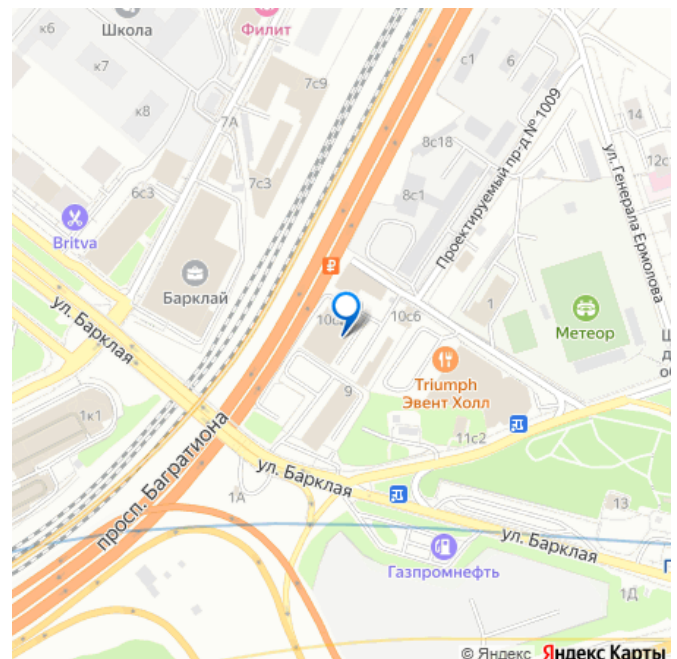 к6
Школа
Филит
к7
7с9
с1
6
к8
7А
8с18
14
Проектируемый пр-д № 1009
ул. Генерала Ермолова
12с
6с3
7с3
8с1
Britva
Барклай
ул. Барклая
10с6
1
Метеор
Triumph
Эвент Холл
9
1к1
11с2
просп. Багратиона
ул. Барклая
1А
13
ул. Барклая
Газпромнефть
1Д
© Яндекс Яндекс Карты